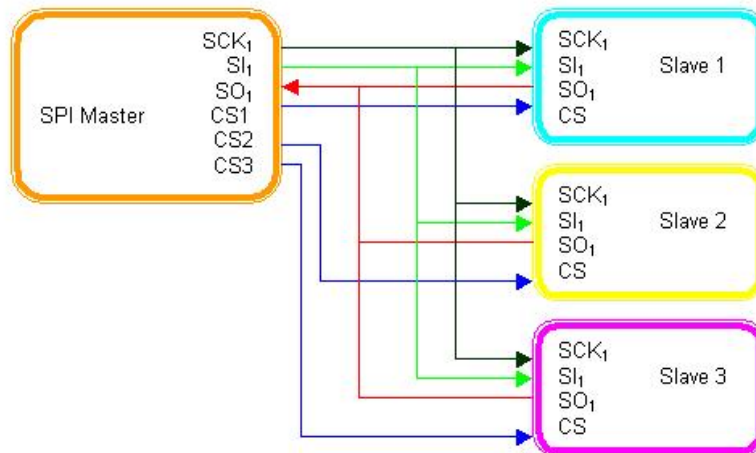 SCK₁
SI₁
SO₁
SPI Master
CS1
CS2
CS3
SCK₁
SI₁
Slave 1
SO₁
CS
SCK₁
SI₁
Slave 2
SO₁
CS
SCK₁
SI₁
Slave 3
SO₁
CS